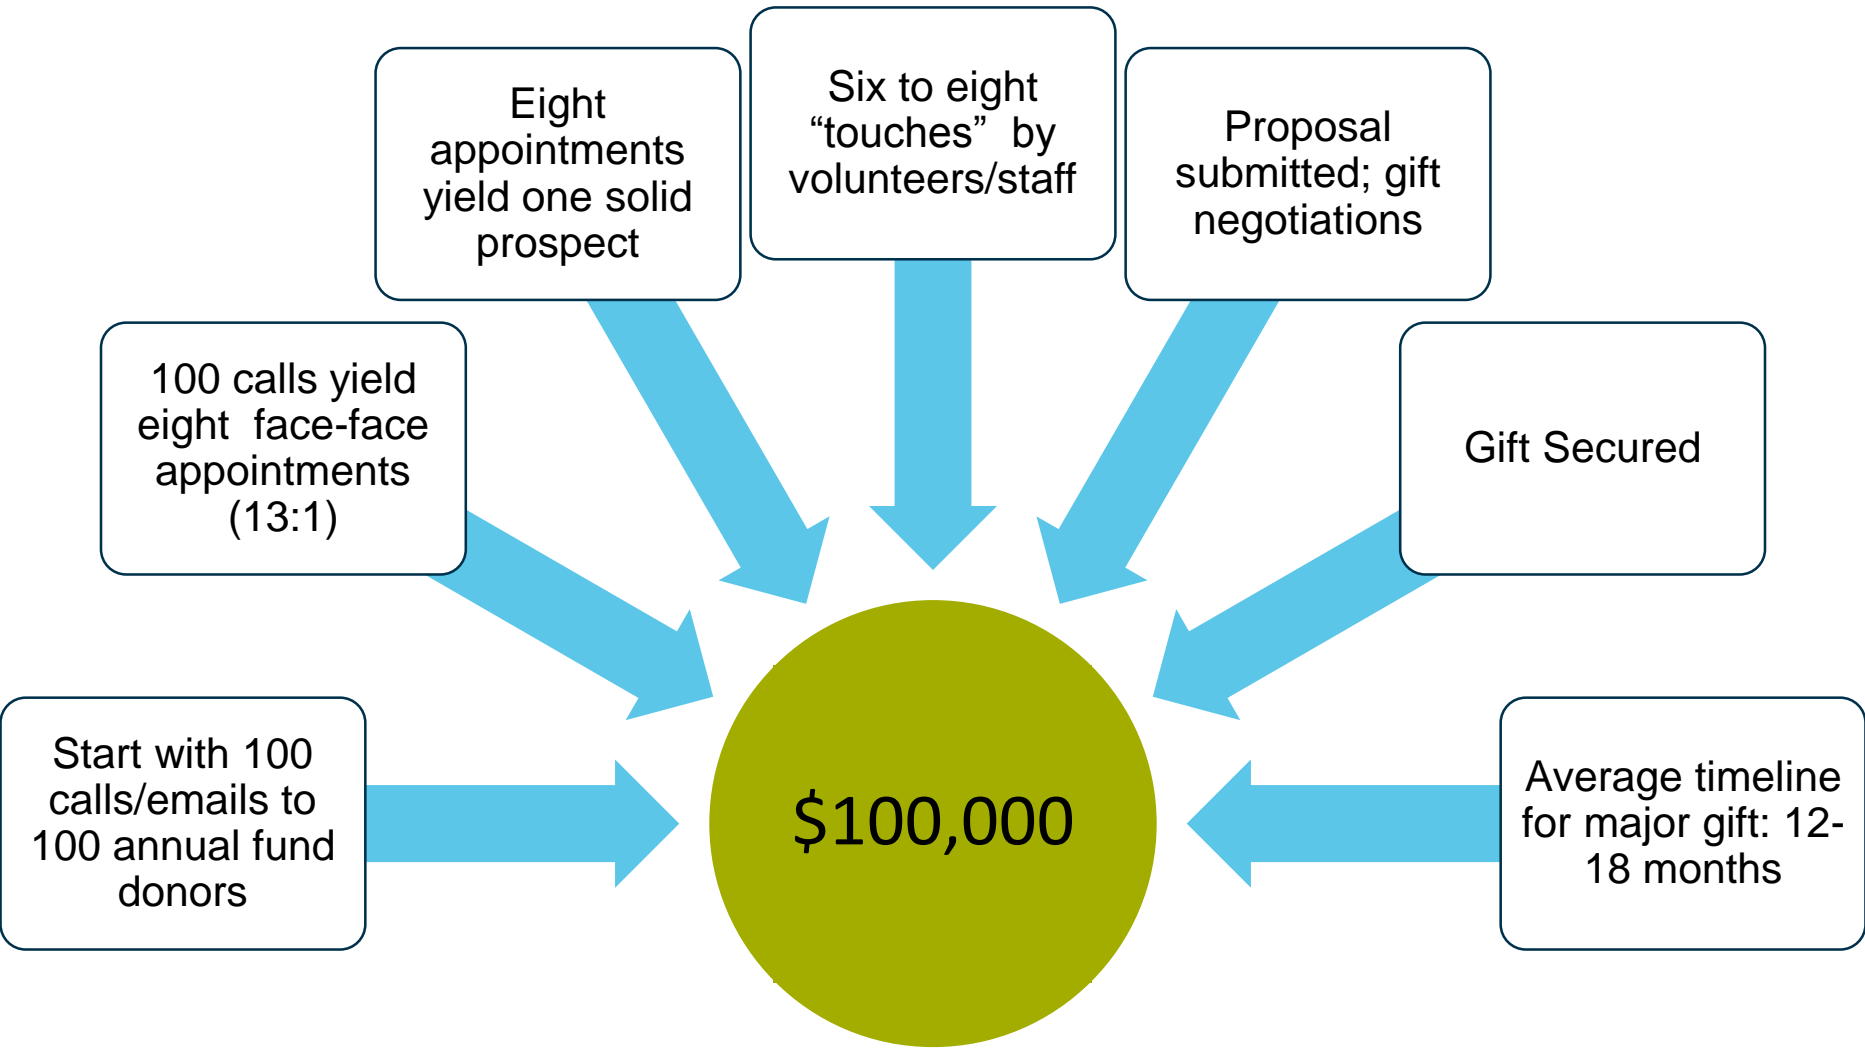 Start with 100
calls/emails to
100 annual fund
donors
100 calls yield
eight  face-face
appointments
(13:1)
Eight
appointments
yield one solid
prospect
Six to eight
“touches”  by
volunteers/staff
Proposal
submitted; gift
negotiations
Gift Secured
Average timeline
for major gift: 12-
18 months
$100,000